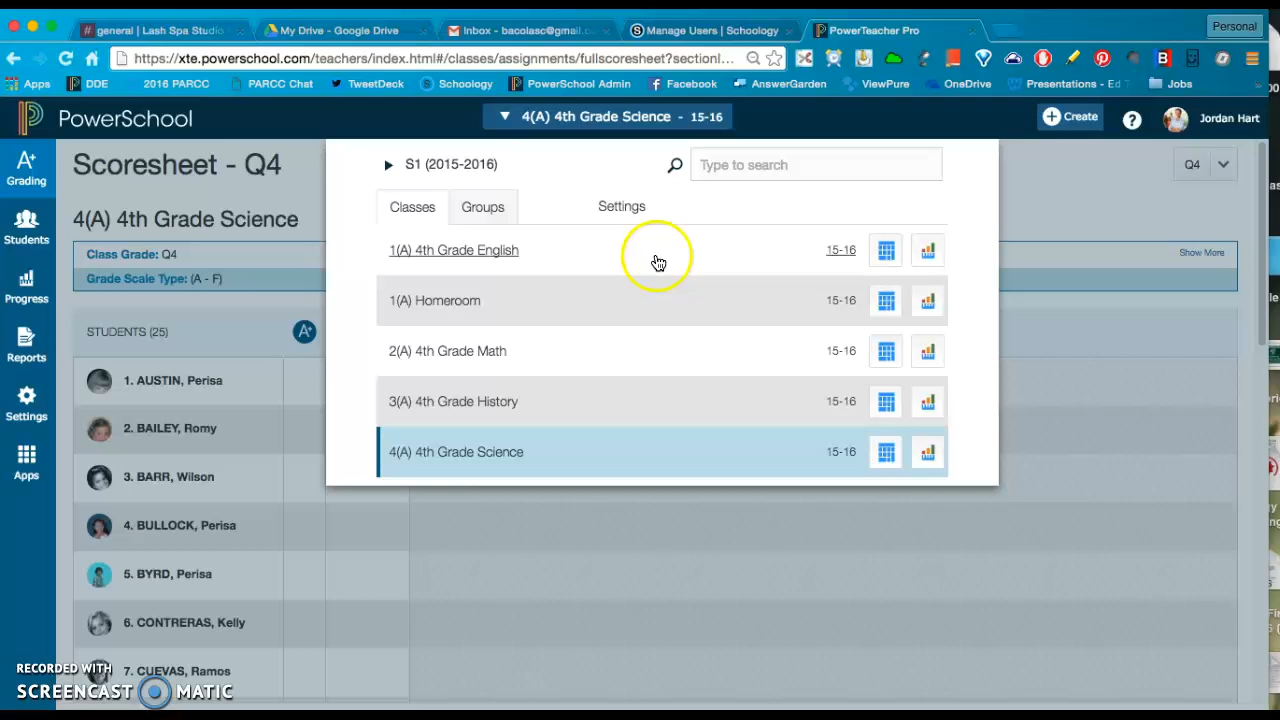 Personal
# general | Lash Spa Studio
My Drive - Google Drive
Inbox - bacolasc@gmail.co
Manage Users | Schoology
PowerTeacher Pro
https://xte.powerschool.com/teachers/index.html#/classes/assignments/fullscoresheet?sectionI...
Apps DDE 2016 PARCC PARCC Chat TweetDeck Schoology PowerSchool Admin Facebook AnswerGarden ViewPure OneDrive Presentations - Ed T Jobs »
PowerSchool
4(A) 4th Grade Science - 15-16
Create
?
Jordan Hart
Grading
Students
Progress
Reports
Settings
Apps
Scoresheet - Q4
Q4
4(A) 4th Grade Science
Class Grade: Q4
Show More
Grade Scale Type: (A - F)
STUDENTS (25)
A+
1. AUSTIN, Perisa
2. BAILEY, Romy
3. BARR, Wilson
4. BULLOCK, Perisa
5. BYRD, Perisa
6. CONTRERAS, Kelly
7. CUEVAS, Ramos
S1 (2015-2016)
Type to search
Classes Groups Settings
1(A) 4th Grade English 15-16
1(A) Homeroom 15-16
2(A) 4th Grade Math 15-16
3(A) 4th Grade History 15-16
4(A) 4th Grade Science 15-16
RECORDED WITH
SCREENCAST MATIC